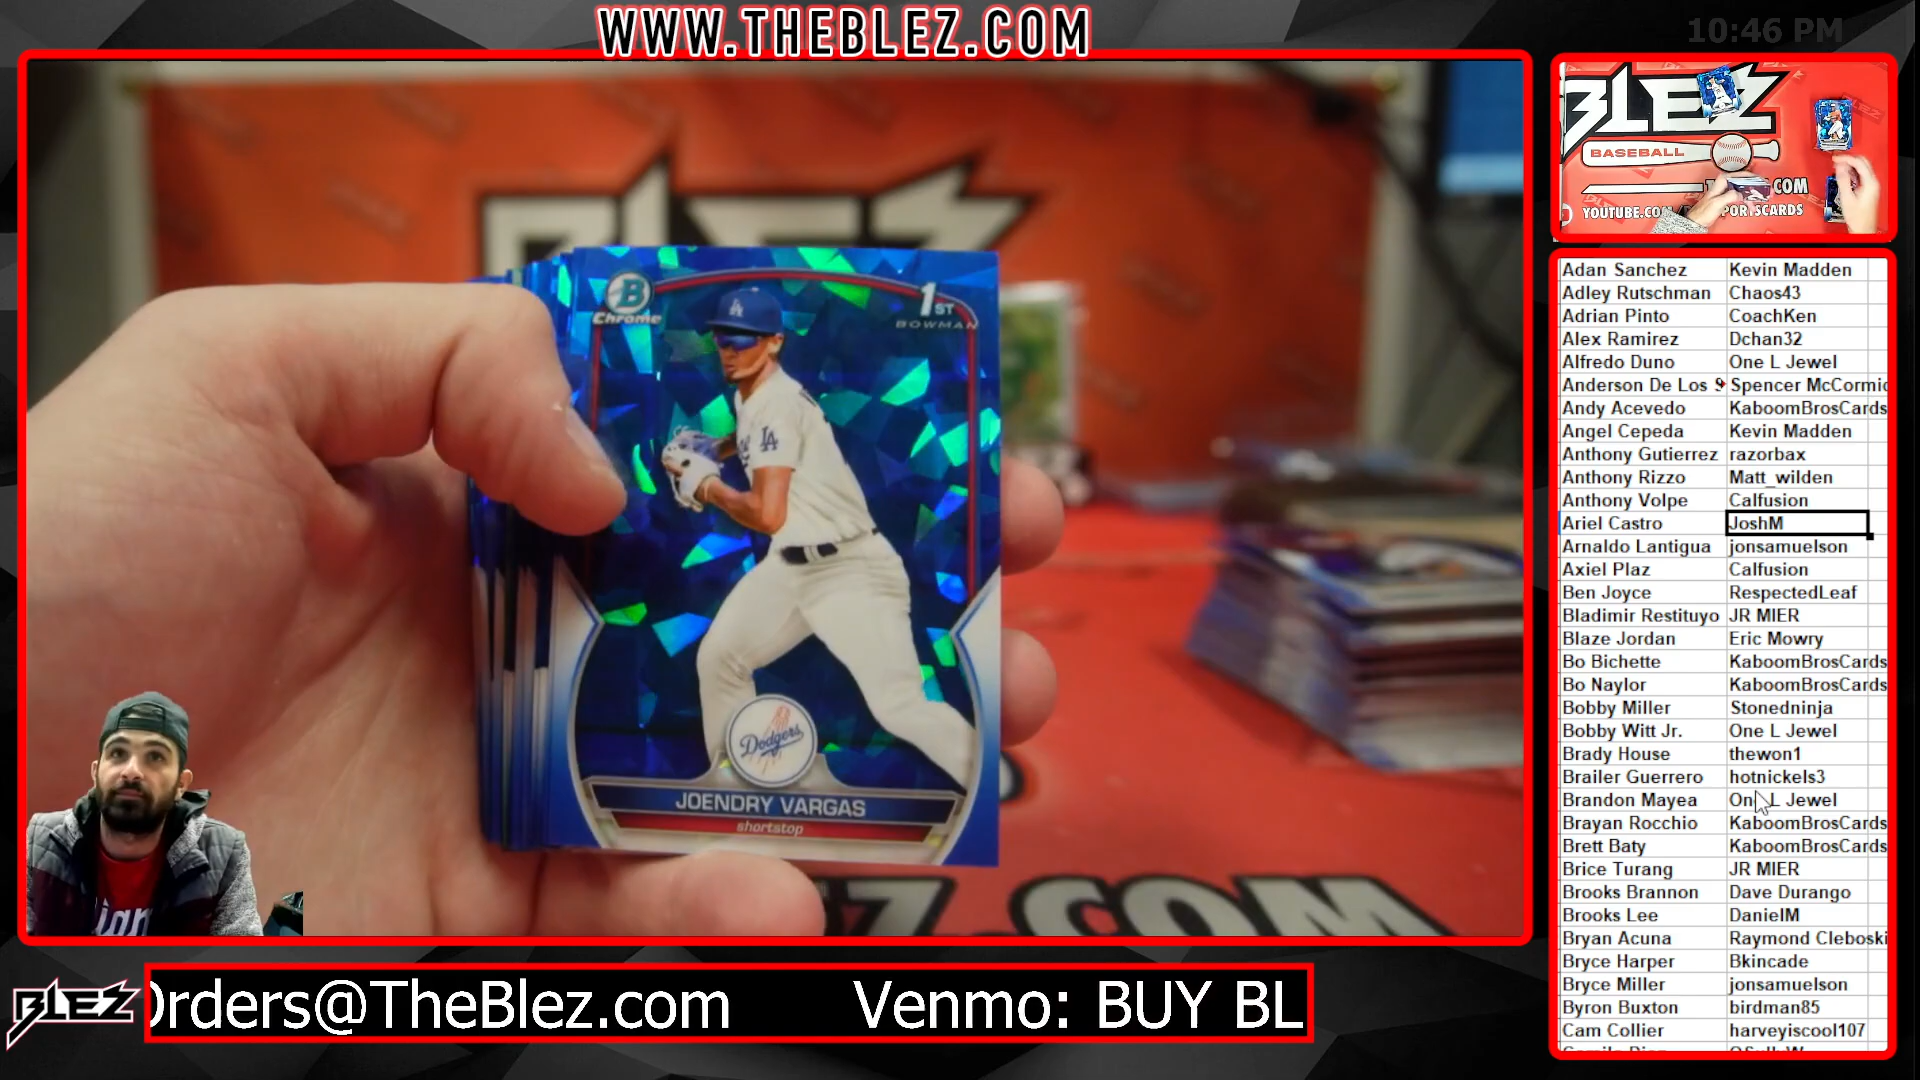 WWW.THEBLEZ.COM
10:46 PM
BLEZ
B
Chrome
1ST
BOWMAN
LA
LA
Dodgers
JOENDRY VARGAS
shortstop
.COM
BLEZ
BASEBALL
COM
YOUTUBE.CO
PORTSCARDS
Adan Sanchez Kevin Madden
Adley Rutschman Chaos43
Adrian Pinto CoachKen
Alex Ramirez Dchan32
Alfredo Duno One L Jewel
Anderson De Los S Spencer McCormic
Andy Acevedo KaboomBrosCards
Angel Cepeda Kevin Madden
Anthony Gutierrez razorbax
Anthony Rizzo Matt_wilden
Anthony Volpe Calfusion
Ariel Castro JoshM
Arnaldo Lantigua jonsamuelson
Axiel Plaz Calfusion
Ben Joyce RespectedLeaf
Bladimir Restituyo JR MIER
Blaze Jordan Eric Mowry
Bo Bichette KaboomBrosCards
Bo Naylor KaboomBrosCards
Bobby Miller Stonedninja
Bobby Witt Jr. One L Jewel
Brady House thewon1
Brailer Guerrero hotnickels3
Brandon Mayea One L Jewel
Brayan Rocchio KaboomBrosCards
Brett Baty KaboomBrosCards
Brice Turang JR MIER
Brooks Brannon Dave Durango
Brooks Lee DanielM
Bryan Acuna Raymond Cleboski
Bryce Harper Bkincade
Bryce Miller jonsamuelson
Byron Buxton birdman85
Cam Collier harveyiscool107
BLEZ
Orders@TheBlez.com Venmo: BUY BL